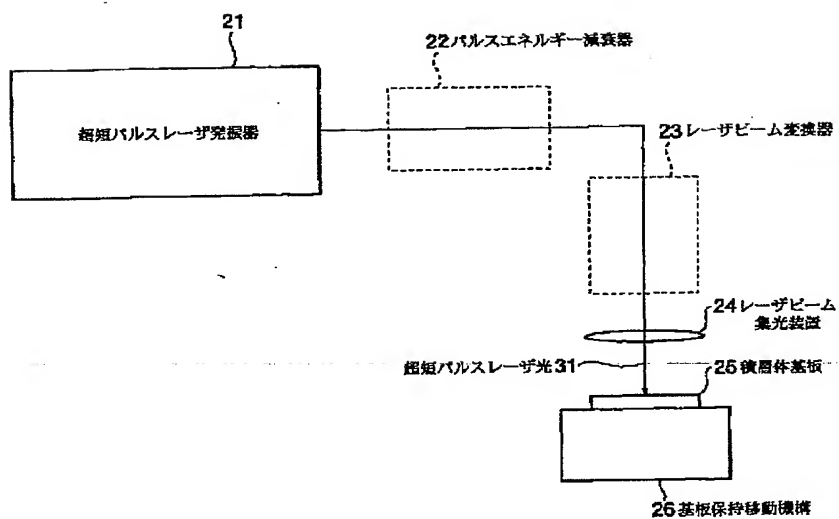 21
22パルスエネルギー減衰器
超短パルスレーザ発振器
23レーザビーム変換器
24レーザビーム
集光装置
超短パルスレーザ光31
25積層体基板
26基板保持移動機構